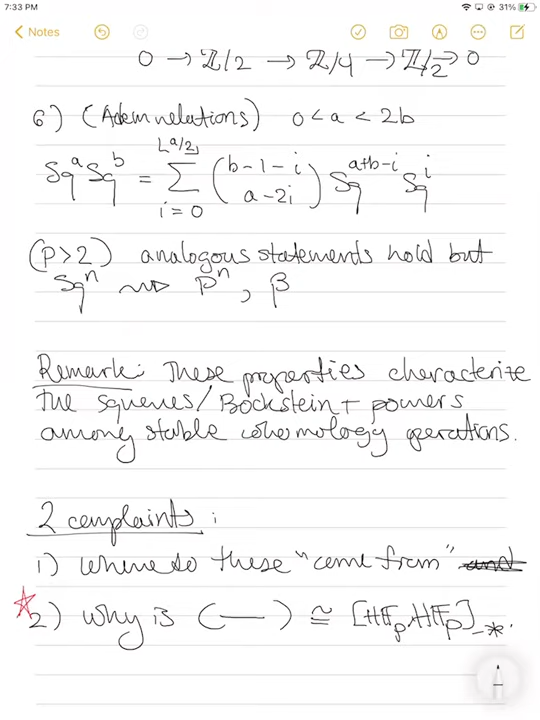 7:33 PM 31%
Notes
0 → ℤ/2 → ℤ/4 → ℤ/2 → 0
6) (Adem relations) 0 < a < 2b
Sq^a Sq^b = ∑_{i=0}^{⌊a/2⌋} (b-1-i choose a-2i) Sq^{a+b-i} Sq^i
(p>2) analogous statements hold but
Sq^n ⇝ P^n, β
Remark: These properties characterize
the squares/Bockstein + powers
among stable cohomology operations.
2 complaints:
1) where do these "come from" and
☆ 2) why is (—) ≅ [Hℱ_p, Hℱ_p]_{-*}.